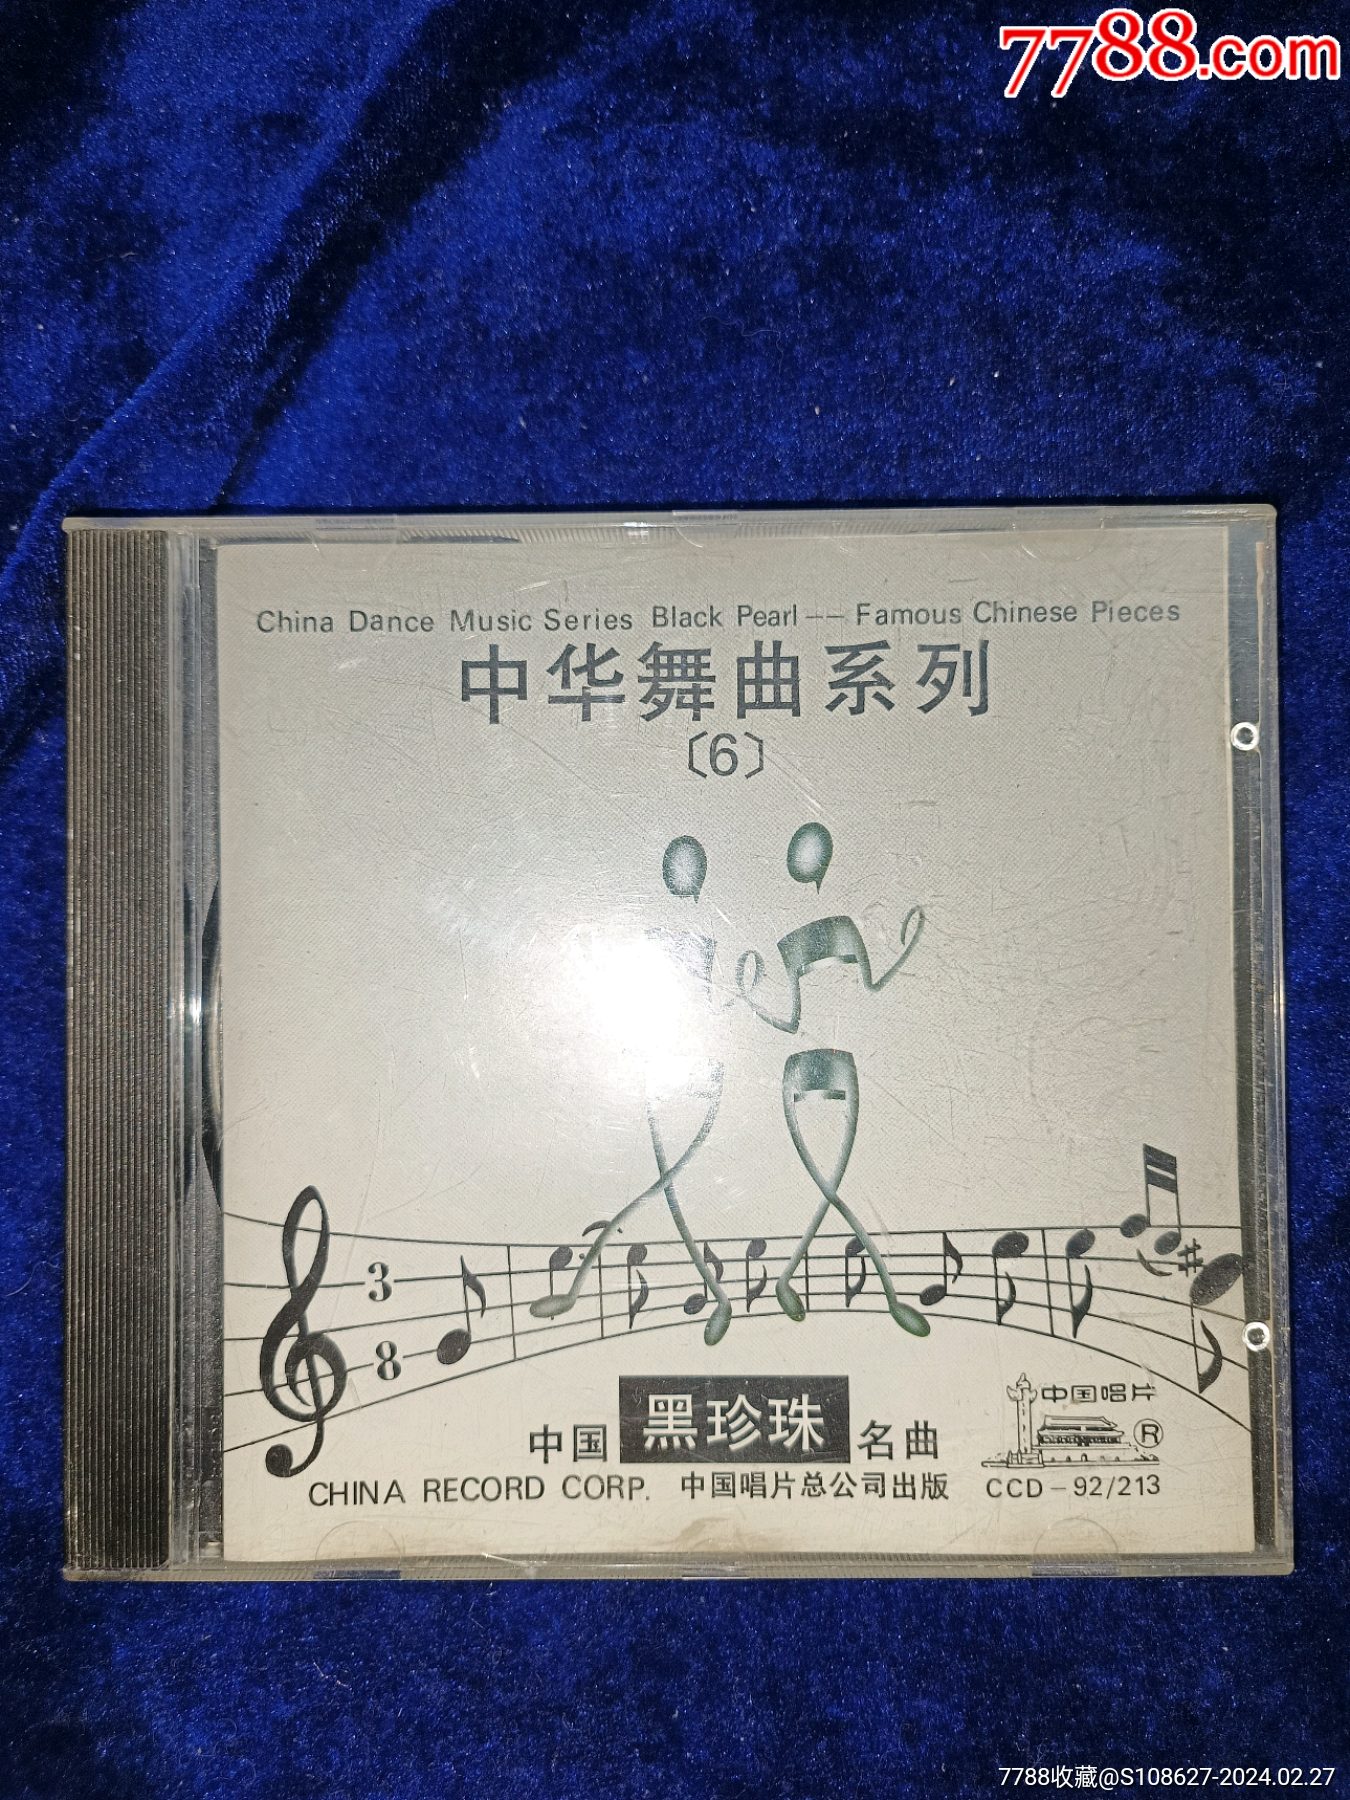 7788.com
China Dance Music Series Black Pearl -- Famous Chinese Pieces
中华舞曲系列
〔6〕
3
8
中国唱片
®
中国 黑珍珠 名曲
CHINA RECORD CORP. 中国唱片总公司出版 CCD-92/213
7788收藏@S108627-2024.02.27